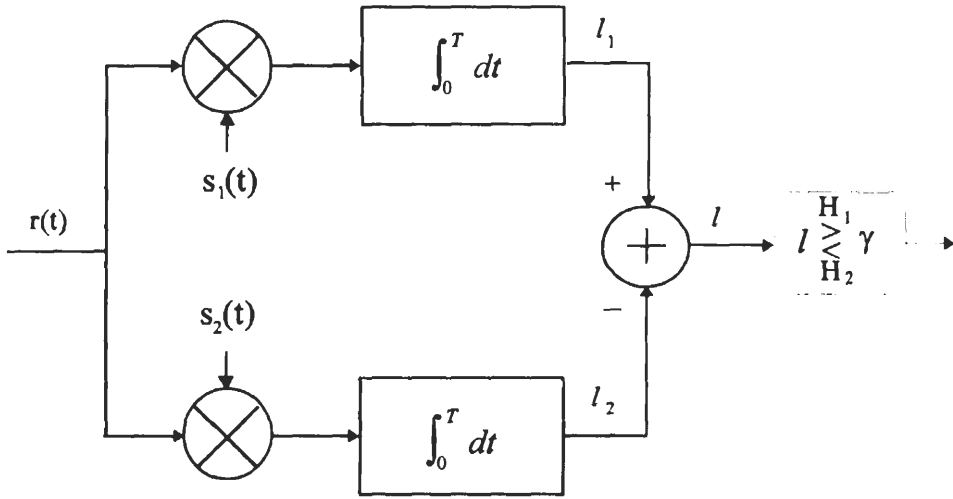 ∫₀ᵀ dt
l₁
s₁(t)
+
r(t)
l
H₁
l ≷ γ
H₂
s₂(t)
−
∫₀ᵀ dt
l₂